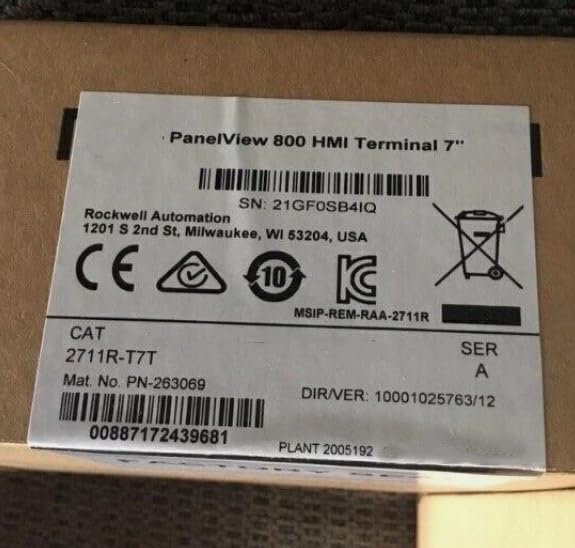 PanelView 800 HMI Terminal 7"
SN: 21GF0SB4IQ
Rockwell Automation
1201 S 2nd St, Milwaukee, WI 53204, USA
CE
10
KC
MSIP-REM-RAA-2711R
CAT
2711R-T7T
SER
A
Mat. No. PN-263069
DIR/VER: 10001025763/12
00887172439681
PLANT 2005192